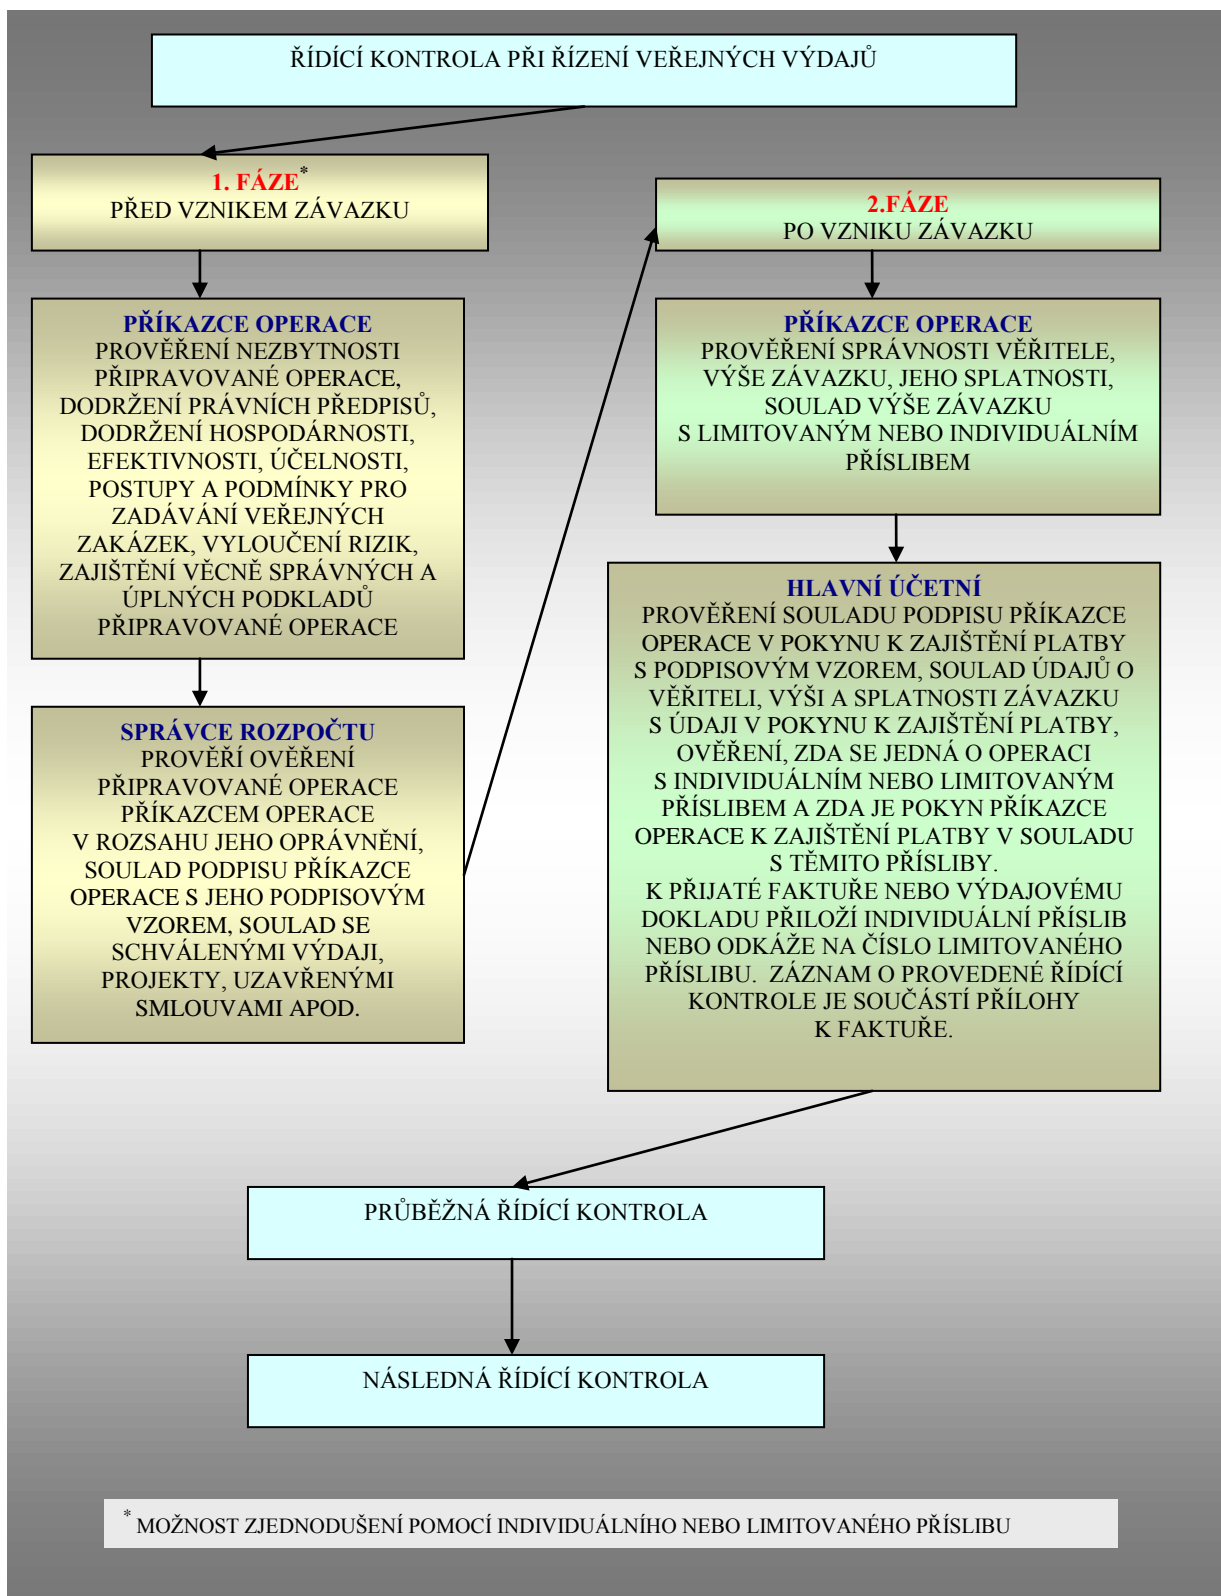 ŘÍDÍCÍ KONTROLA PŘI ŘÍZENÍ VEŘEJNÝCH VÝDAJŮ
1. FÁZE*
PŘED VZNIKEM ZÁVAZKU
PŘÍKAZCE OPERACE
PROVĚŘENÍ NEZBYTNOSTI
PŘIPRAVOVANÉ OPERACE,
DODRŽENÍ PRÁVNÍCH PŘEDPISŮ,
DODRŽENÍ HOSPODÁRNOSTI,
EFEKTIVNOSTI, ÚČELNOSTI,
POSTUPY A PODMÍNKY PRO
ZADÁVÁNÍ VEŘEJNÝCH
ZAKÁZEK, VYLOUČENÍ RIZIK,
ZAJIŠTĚNÍ VĚCNĚ SPRÁVNÝCH A
ÚPLNÝCH PODKLADŮ
PŘIPRAVOVANÉ OPERACE
SPRÁVCE ROZPOČTU
PROVĚŘÍ OVĚŘENÍ
PŘIPRAVOVANÉ OPERACE
PŘÍKAZCEM OPERACE
V ROZSAHU JEHO OPRÁVNĚNÍ,
SOULAD PODPISU PŘÍKAZCE
OPERACE S JEHO PODPISOVÝM
VZOREM, SOULAD SE
SCHVÁLENÝMI VÝDAJI,
PROJEKTY, UZAVŘENÝMI
SMLOUVAMI APOD.
2.FÁZE
PO VZNIKU ZÁVAZKU
PŘÍKAZCE OPERACE
PROVĚŘENÍ SPRÁVNOSTI VĚŘITELE,
VÝŠE ZÁVAZKU, JEHO SPLATNOSTI,
SOULAD VÝŠE ZÁVAZKU
S LIMITOVANÝM NEBO INDIVIDUÁLNÍM
PŘÍSLIBEM
HLAVNÍ ÚČETNÍ
PROVĚŘENÍ SOULADU PODPISU PŘÍKAZCE
OPERACE V POKYNU K ZAJIŠTĚNÍ PLATBY
S PODPISOVÝM VZOREM, SOULAD ÚDAJŮ O
VĚŘITELI, VÝŠI A SPLATNOSTI ZÁVAZKU
S ÚDAJI V POKYNU K ZAJIŠTĚNÍ PLATBY,
OVĚŘENÍ, ZDA SE JEDNÁ O OPERACI
S INDIVIDUÁLNÍM NEBO LIMITOVANÝM
PŘÍSLIBEM A ZDA JE POKYN PŘÍKAZCE
OPERACE K ZAJIŠTĚNÍ PLATBY V SOULADU
S TĚMITO PŘÍSLIBY.
K PŘIJATÉ FAKTUŘE NEBO VÝDAJOVÉMU
DOKLADU PŘILOŽÍ INDIVIDUÁLNÍ PŘÍSLIB
NEBO ODKÁŽE NA ČÍSLO LIMITOVANÉHO
PŘÍSLIBU. ZÁZNAM O PROVEDENÉ ŘÍDÍCÍ
KONTROLE JE SOUČÁSTÍ PŘÍLOHY
K FAKTUŘE.
PRŮBĚŽNÁ ŘÍDÍCÍ KONTROLA
NÁSLEDNÁ ŘÍDÍCÍ KONTROLA
* MOŽNOST ZJEDNODUŠENÍ POMOCÍ INDIVIDUÁLNÍHO NEBO LIMITOVANÉHO PŘÍSLIBU